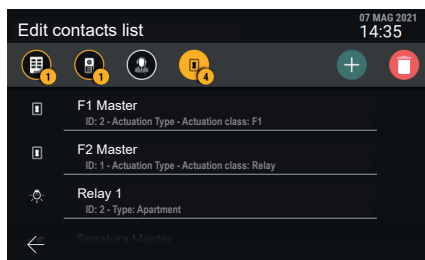 Edit contacts list
07 MAG 2021
14:35
1
1
4
F1 Master
ID: 2 - Actuation Type - Actuation class: F1
F2 Master
ID: 1 - Actuation Type - Actuation class: Relay
Relay 1
ID: 2 - Type: Apartment
Serratura Master